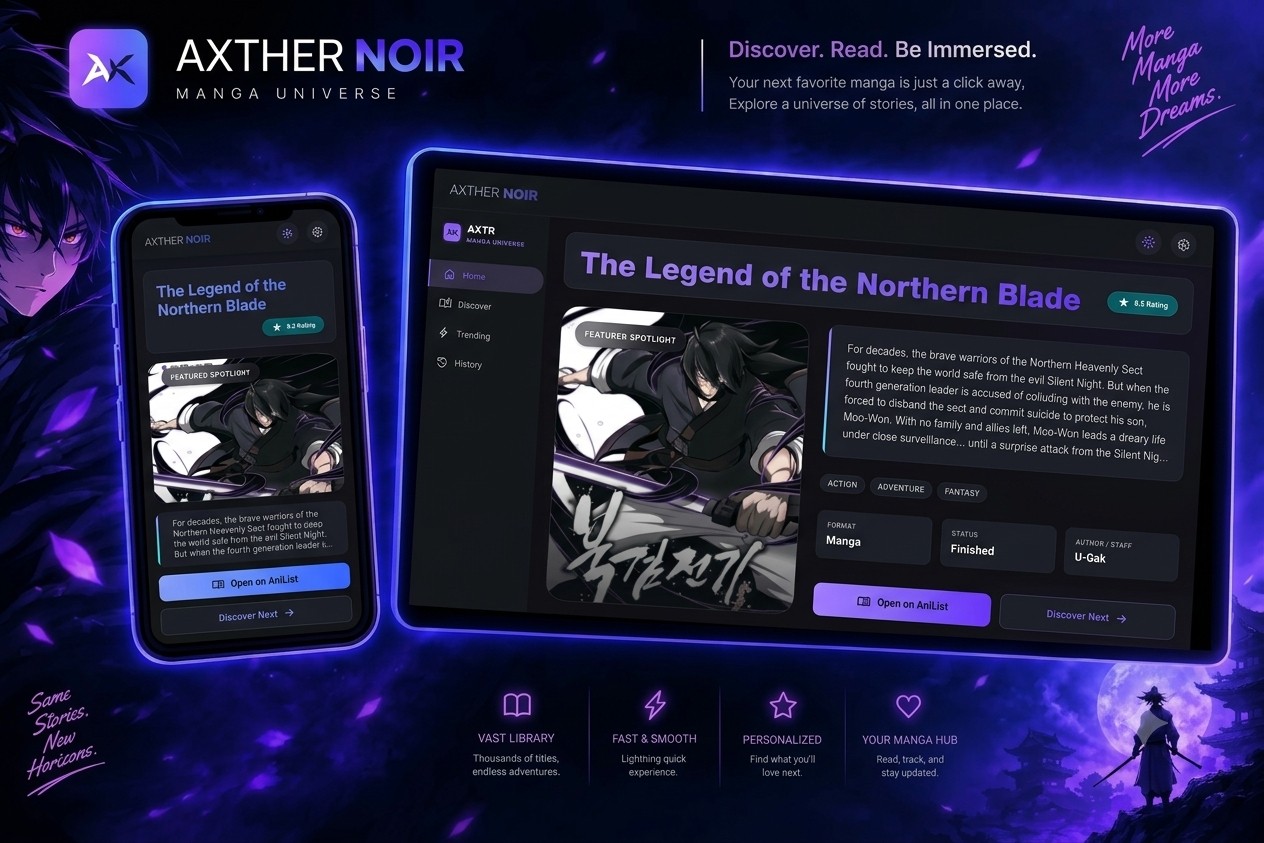 AK
AXTHER NOIR
MANGA UNIVERSE
Discover. Read. Be Immersed.
Your next favorite manga is just a click away,
Explore a universe of stories, all in one place.
More
Manga
More
Dreams.
AXTHER NOIR
The Legend of the
Northern Blade
8.2 Rating
FEATURED SPOTLIOHT
For decades, the brave warriors of the
Northern Neevenly Sect fought to deep
the world safe from the evil Silent Night.
But when the fourth generation leader i...
Open on AniList
Discover Next →
AXTHER NOIR
AK
AXTR
MANGA UNIVERSE
Home
Discover
Trending
History
The Legend of the Northern Blade
8.5 Rating
FEATURER SPOTLIGHT
북검전기
For decades, the brave warriors of the Northern Heavenly Sect
fought to keep the world safe from the evil Silent Night. But when the
fourth generation leader is accused of coliuding with the enemy. he is
forced to disband the sect and commit suicide to protect his son,
Moo-Won. With no family and allies left, Moo-Won leads a dreary life
under close survelllance... until a surprise attack from the Silent Nig...
ACTION
ADVENTURE
FANTASY
FORMAT
Manga
STATUS
Finished
AUTHOR / STAFF
U-Gak
Open on AniList
Discover Next →
Same
Stories.
New
Horizons.
VAST LIBRARY
Thousands of titles,
endless adventures.
FAST & SMOOTH
Lightning quick
experience.
PERSONALIZED
Find what you'll
love next.
YOUR MANGA HUB
Read, track, and
stay updated.